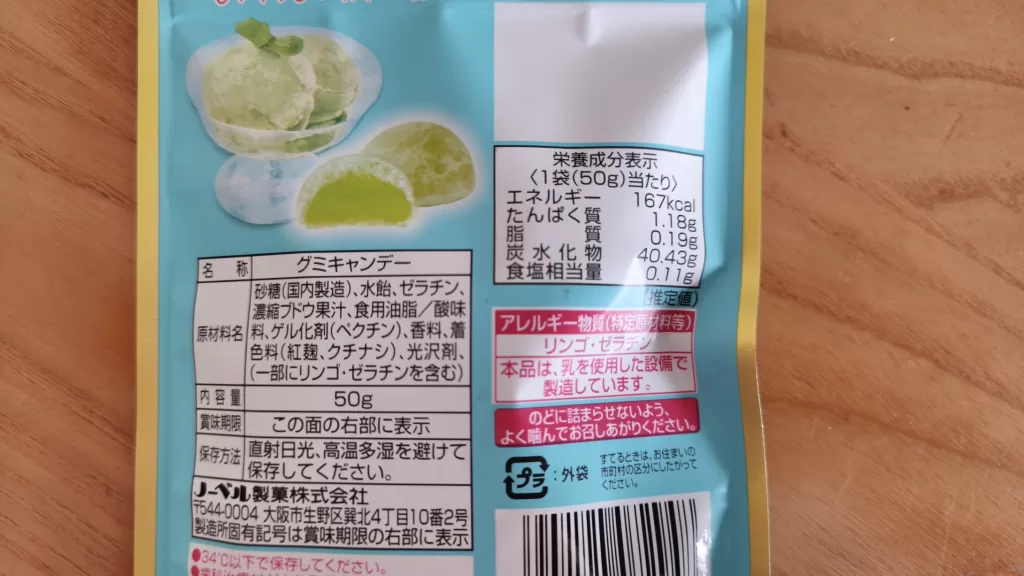 栄養成分表示
〈1袋(50g)当たり〉
エネルギー 167kcal
たんぱく質 1.18g
脂質 0.19g
炭水化物 40.43g
食塩相当量 0.11g
(推定値)
アレルギー物質(特定原材料等)
リンゴ・ゼラチン
本品は、乳を使用した設備で
製造しています。
のどに詰まらせないよう、
よく噛んでお召しあがりください。
プラ :外袋
すてるときは、お住まいの
市町村の区分にしたがって
ください。
名称 グミキャンデー
原材料名
砂糖(国内製造)、水飴、ゼラチン、
濃縮ブドウ果汁、食用油脂/酸味
料、ゲル化剤(ペクチン)、香料、着
色料(紅麹、クチナシ)、光沢剤、
(一部にリンゴ・ゼラチンを含む)
内容量 50g
賞味期限 この面の右部に表示
保存方法
直射日光、高温多湿を避けて
保存してください。
ノーベル製菓株式会社
〒544-0004 大阪市生野区巽北4丁目10番2号
製造所固有記号は賞味期限の右部に表示
●34℃以下で保存してください。